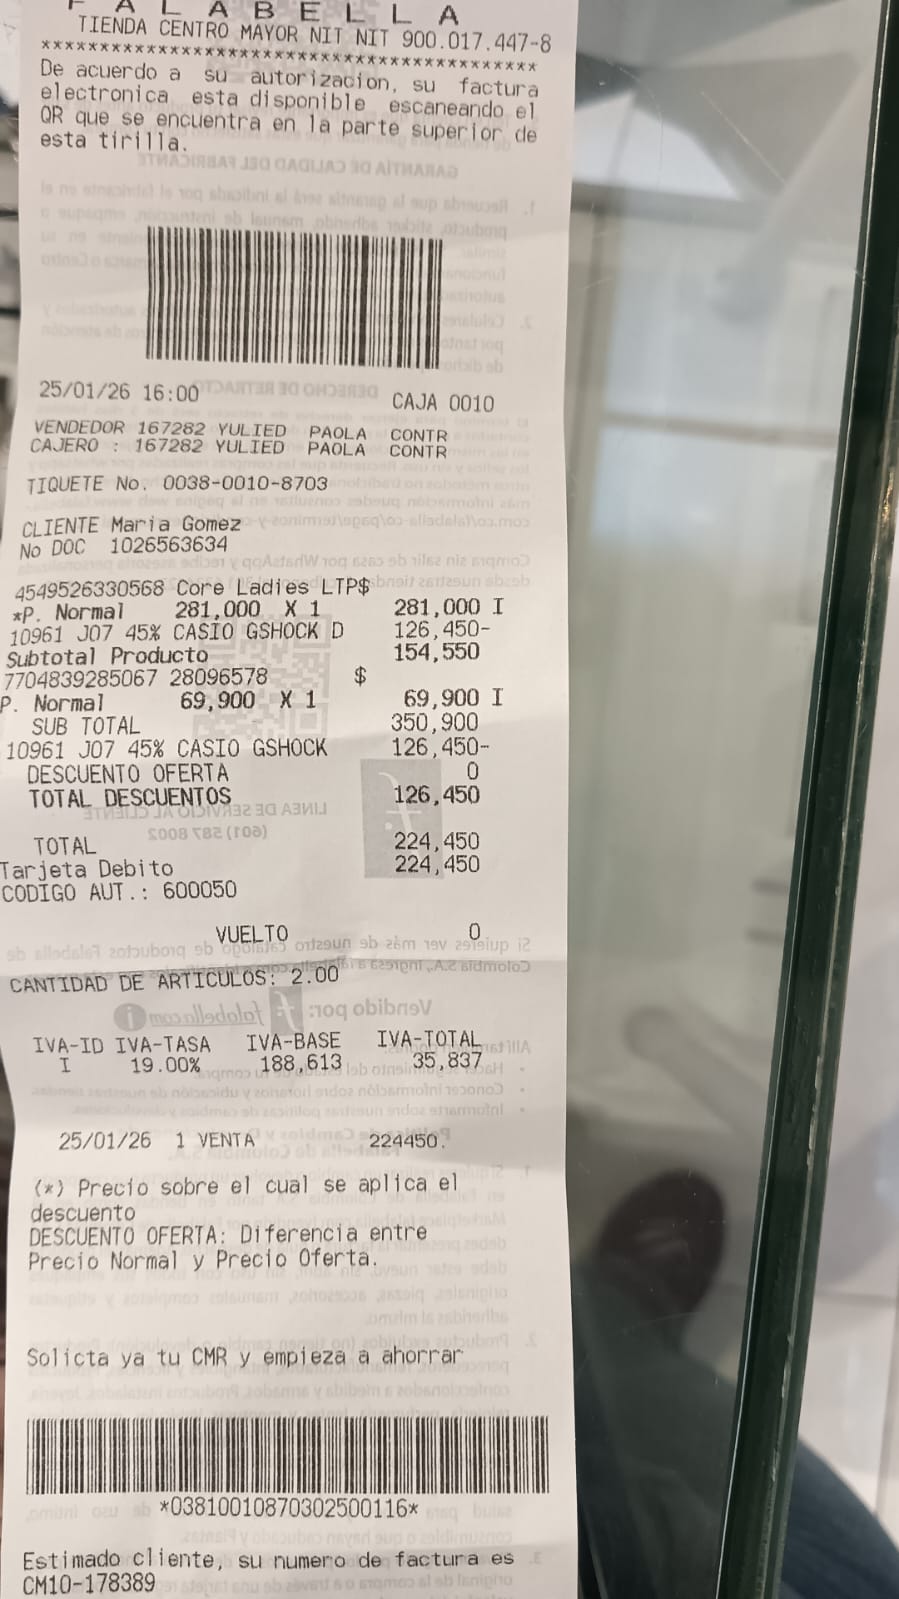 F A L A B E L L A
TIENDA CENTRO MAYOR NIT NIT 900.017.447-8
******************************************
De acuerdo a su autorizacion, su factura
electronica esta disponible escaneando el
QR que se encuentra en la parte superior de
esta tirilla.
25/01/26 16:00 CAJA 0010
VENDEDOR 167282 YULIED PAOLA CONTR
CAJERO : 167282 YULIED PAOLA CONTR
TIQUETE No. 0038-0010-8703
CLIENTE Maria Gomez
No DOC 1026563634
4549526330568 Core Ladies LTP$
*P. Normal 281,000 X 1 281,000 I
10961 J07 45% CASIO GSHOCK D 126,450-
Subtotal Producto 154,550
7704839285067 28096578 $
P. Normal 69,900 X 1 69,900 I
SUB TOTAL 350,900
10961 J07 45% CASIO GSHOCK 126,450-
DESCUENTO OFERTA 0
TOTAL DESCUENTOS 126,450
TOTAL 224,450
Tarjeta Debito 224,450
CODIGO AUT.: 600050
VUELTO 0
CANTIDAD DE ARTICULOS: 2.00
IVA-ID IVA-TASA IVA-BASE IVA-TOTAL
I 19.00% 188,613 35,837
25/01/26 1 VENTA 224450.
(*) Precio sobre el cual se aplica el
descuento
DESCUENTO OFERTA: Diferencia entre
Precio Normal y Precio Oferta.
Solicta ya tu CMR y empieza a ahorrar
*03810010870302500116*
Estimado cliente, su numero de factura es
CM10-178389